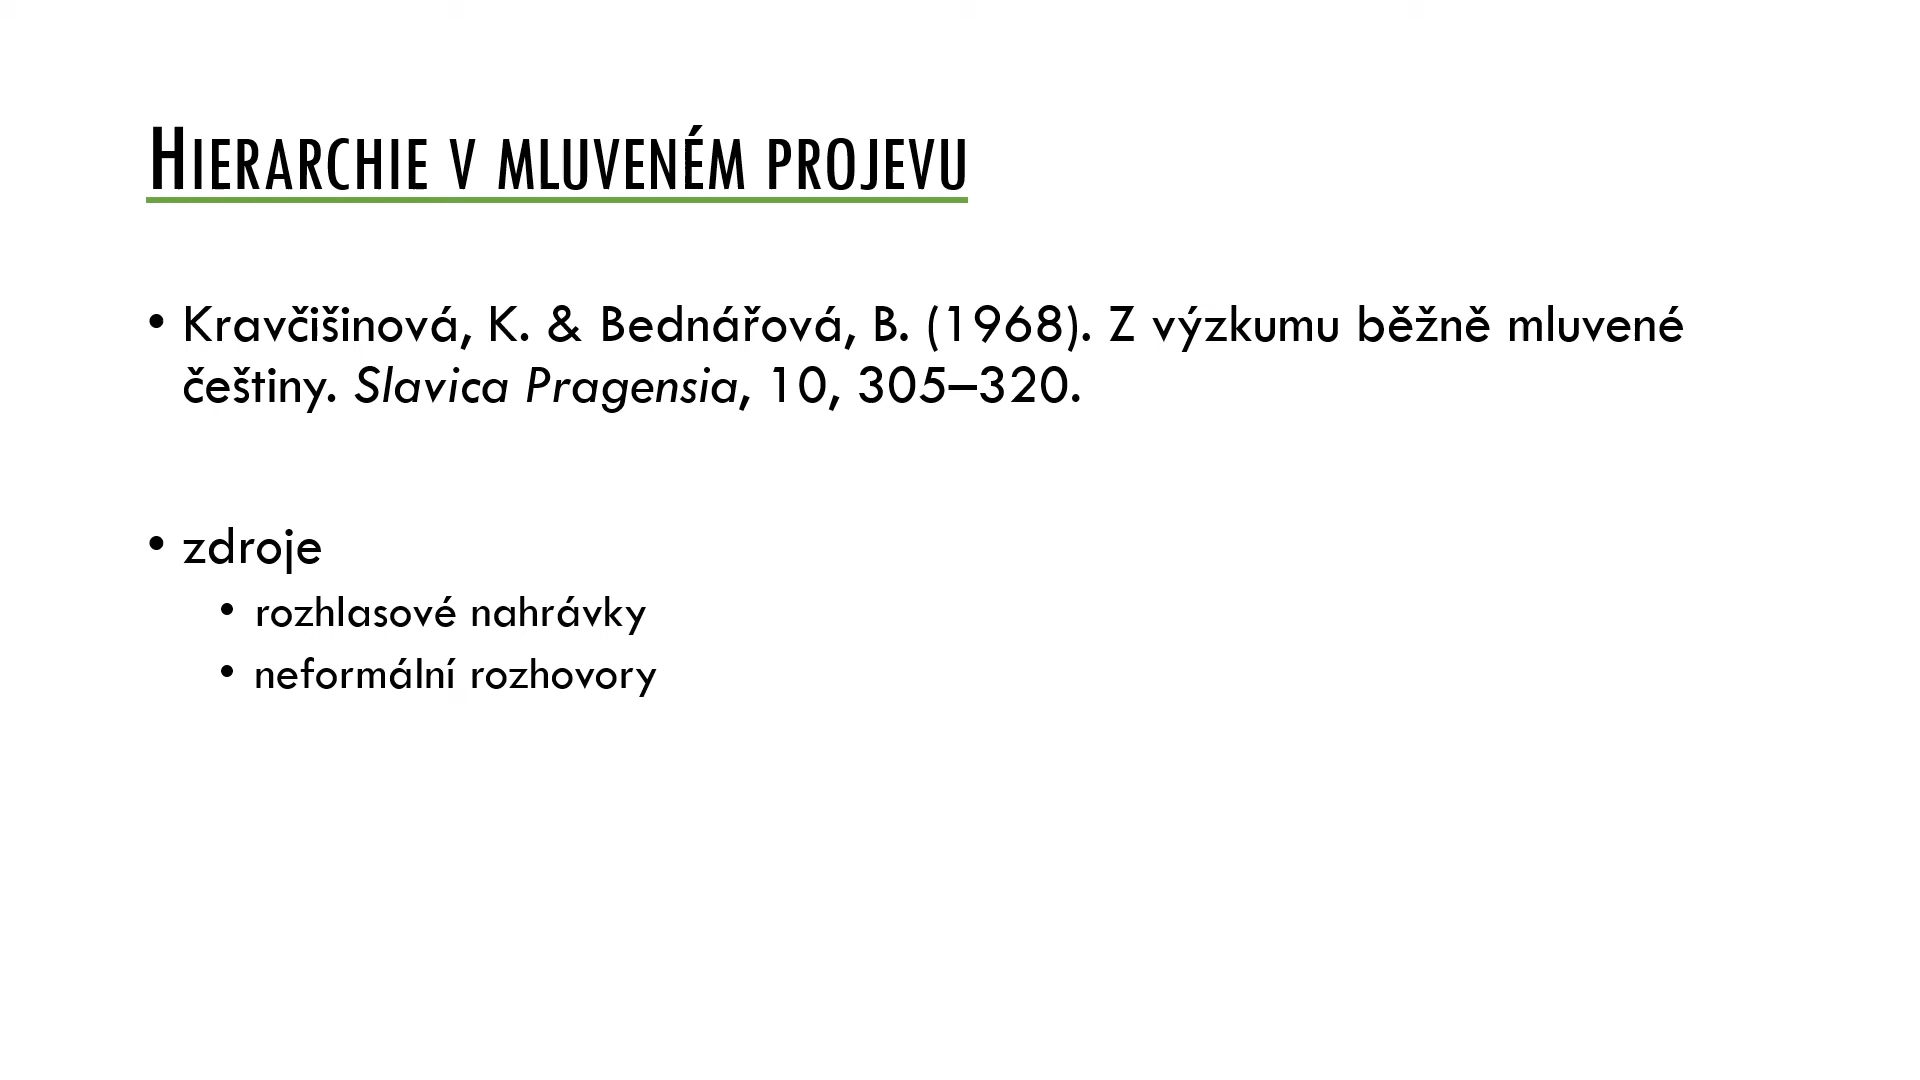 Hierarchie v mluveném projevu
• Kravčišinová, K. & Bednářová, B. (1968). Z výzkumu běžně mluvené
češtiny. Slavica Pragensia, 10, 305–320.
• zdroje
• rozhlasové nahrávky
• neformální rozhovory